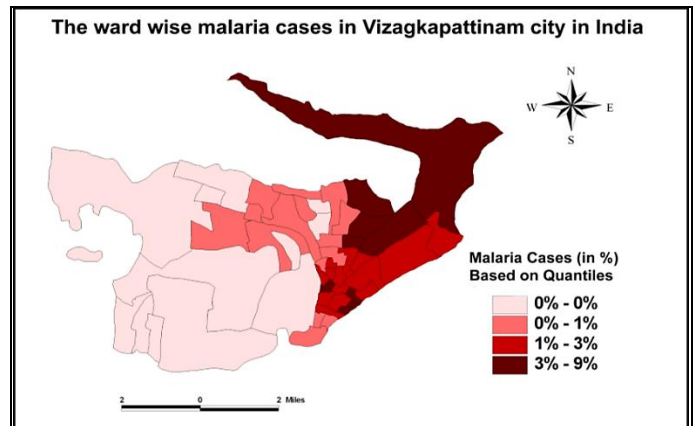 The ward wise malaria cases in Vizagkapattinam city in India
N
W E
S
Malaria Cases (in %)
Based on Quantiles
0% - 0%
0% - 1%
1% - 3%
3% - 9%
2 0 2 Miles